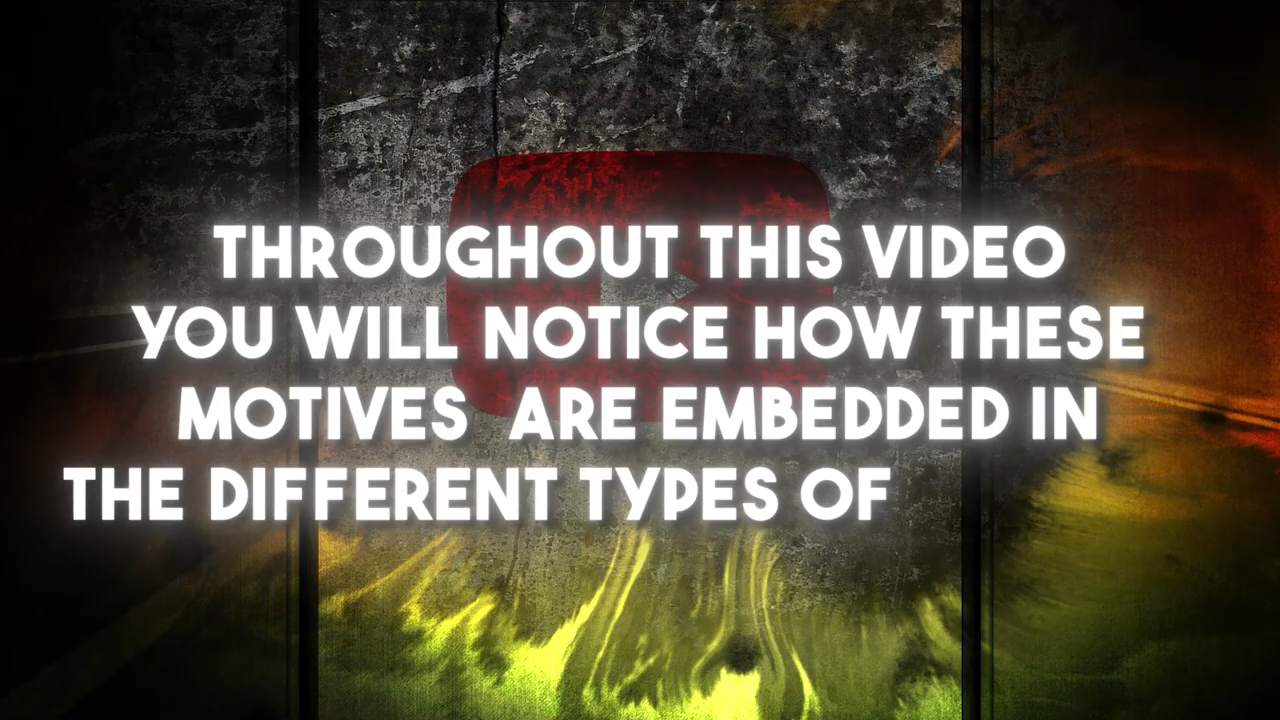 THROUGHOUT THIS VIDEO
YOU WILL NOTICE HOW THESE
MOTIVES ARE EMBEDDED IN
THE DIFFERENT TYPES OF